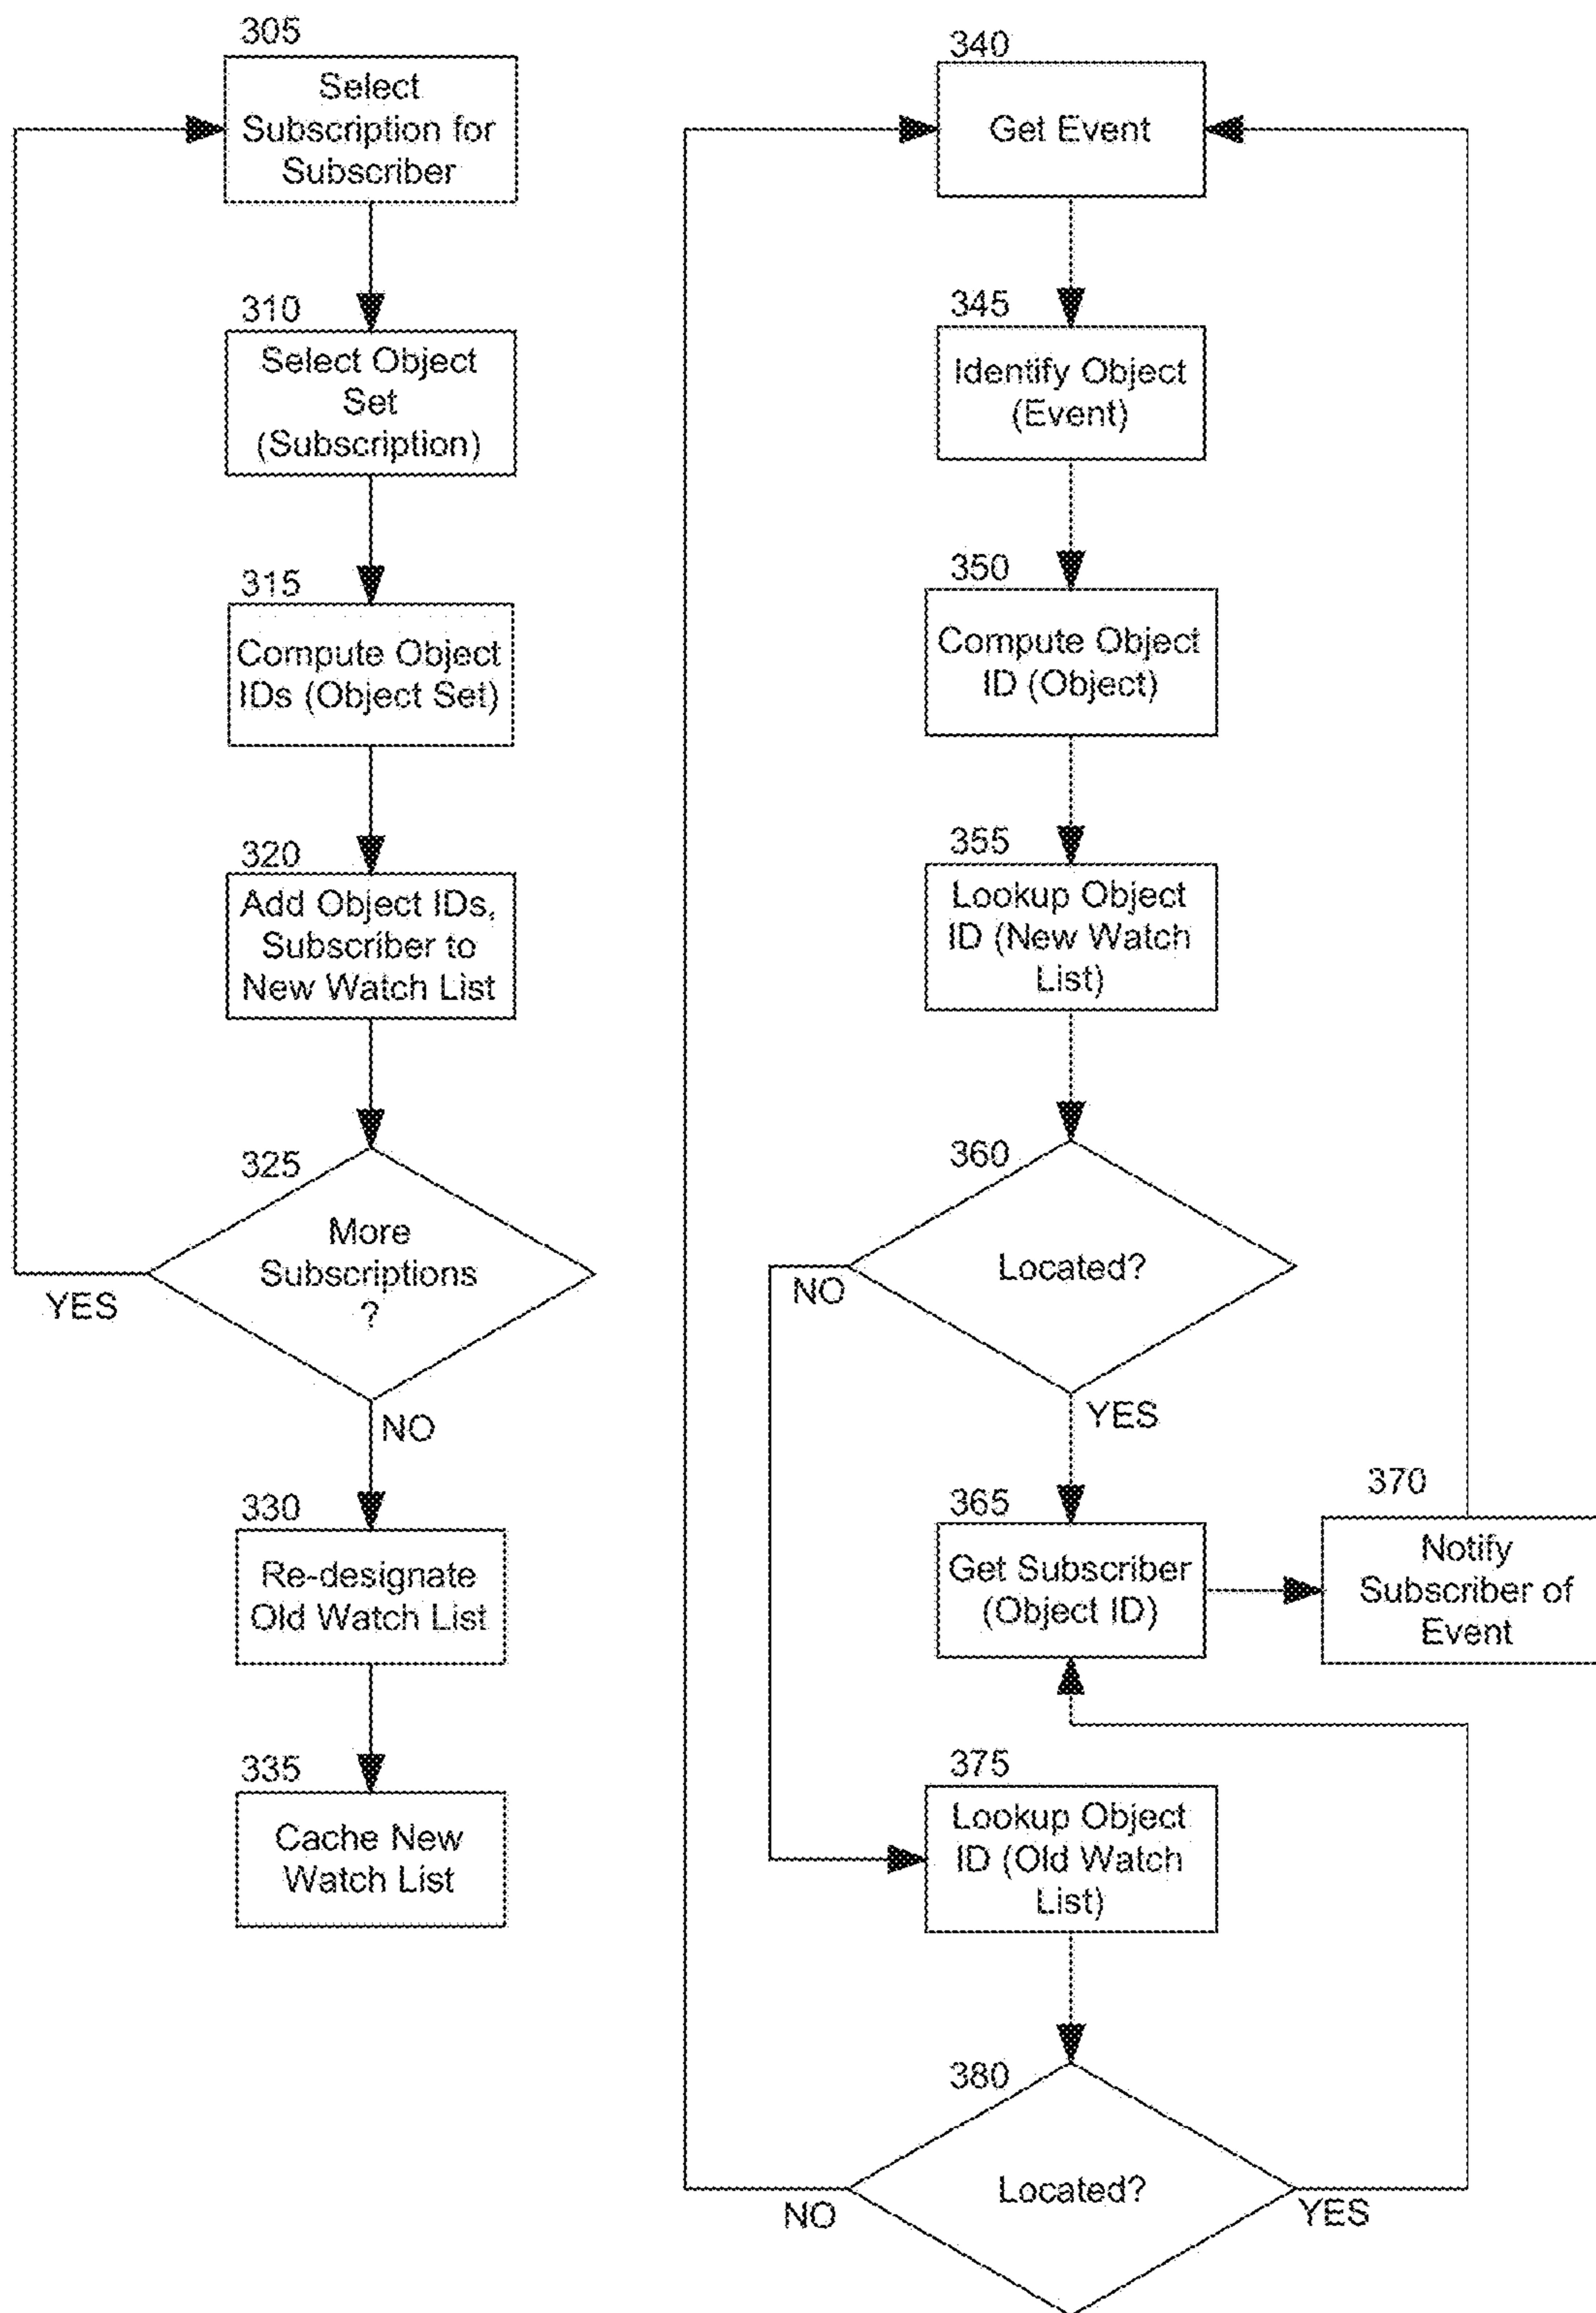 305
Select
Subscription for
Subscriber
310
Select Object
Set
(Subscription)
315
Compute Object
IDs (Object Set)
320
Add Object IDs,
Subscriber to
New Watch List
325
More
Subscriptions
?
YES
NO
330
Re-designate
Old Watch List
335
Cache New
Watch List
340
Get Event
345
Identify Object
(Event)
350
Compute Object
ID (Object)
355
Lookup Object
ID (New Watch
List)
360
Located?
NO
YES
365
Get Subscriber
(Object ID)
370
Notify
Subscriber of
Event
375
Lookup Object
ID (Old Watch
List)
380
Located?
NO
YES